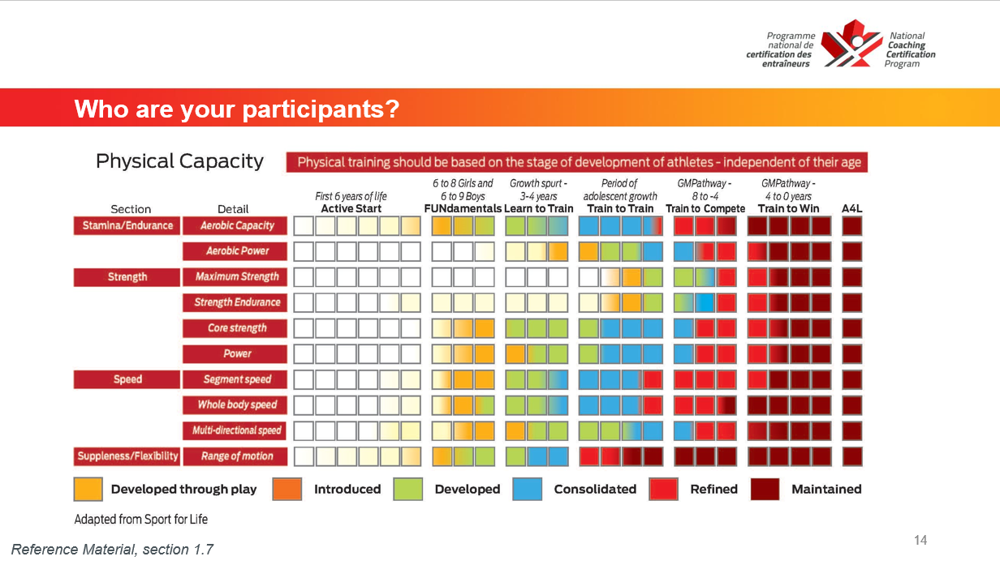 Programme
national de
certification des
entraîneurs
National
Coaching
Certification
Program
Who are your participants?
Physical Capacity
Physical training should be based on the stage of development of athletes - independent of their age
Section
Detail
First 6 years of life
Active Start
6 to 8 Girls and
6 to 9 Boys
FUNdamentals
Growth spurt -
3-4 years
Learn to Train
Period of
adolescent growth
Train to Train
GMPathway -
8 to -4
Train to Compete
GMPathway -
4 to 0 years
Train to Win
A4L
Stamina/Endurance
Aerobic Capacity
Aerobic Power
Strength
Maximum Strength
Strength Endurance
Core strength
Power
Speed
Segment speed
Whole body speed
Multi-directional speed
Suppleness/Flexibility
Range of motion
Developed through play
Introduced
Developed
Consolidated
Refined
Maintained
Adapted from Sport for Life
Reference Material, section 1.7
14